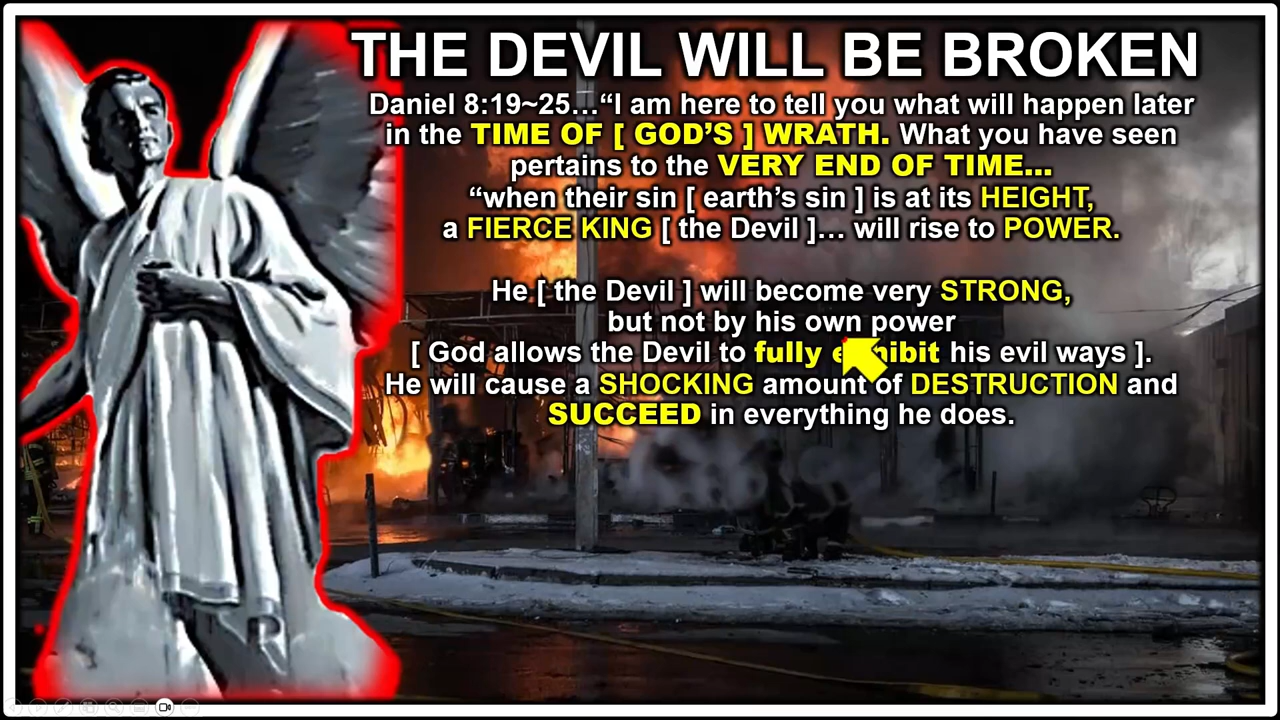 THE DEVIL WILL BE BROKEN
Daniel 8:19~25…“I am here to tell you what will happen later
in the TIME OF [ GOD’S ] WRATH. What you have seen
pertains to the VERY END OF TIME…
“when their sin [ earth’s sin ] is at its HEIGHT,
a FIERCE KING [ the Devil ]… will rise to POWER.
He [ the Devil ] will become very STRONG,
but not by his own power
[ God allows the Devil to fully exhibit his evil ways ].
He will cause a SHOCKING amount of DESTRUCTION and
SUCCEED in everything he does.